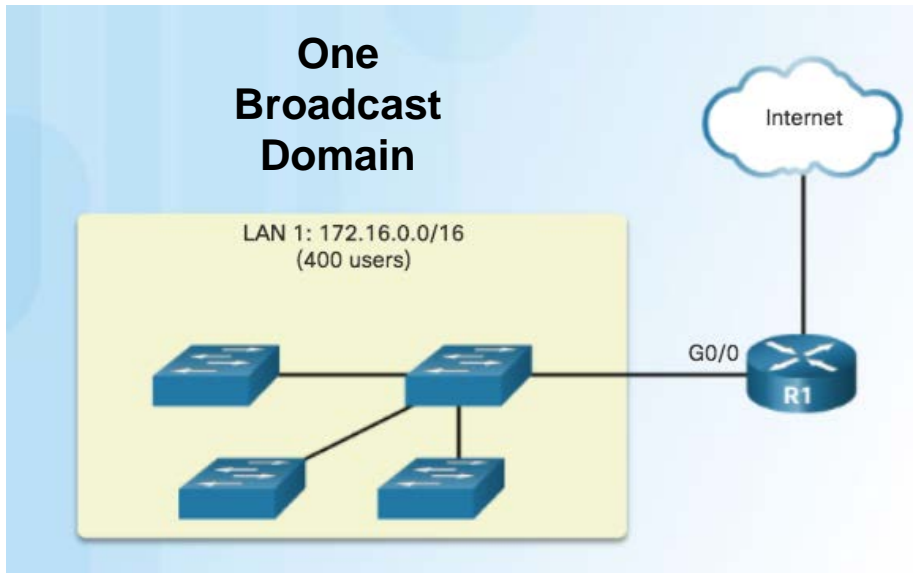 One
Broadcast
Domain
Internet
LAN 1: 172.16.0.0/16
(400 users)
G0/0
R1